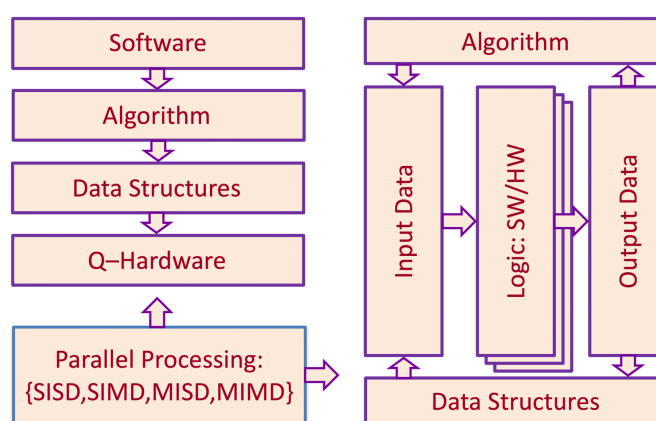 Software
Algorithm
Data Structures
Q–Hardware
Parallel Processing:
{SISD,SIMD,MISD,MIMD}
Algorithm
Input Data
Logic: SW/HW
Output Data
Data Structures